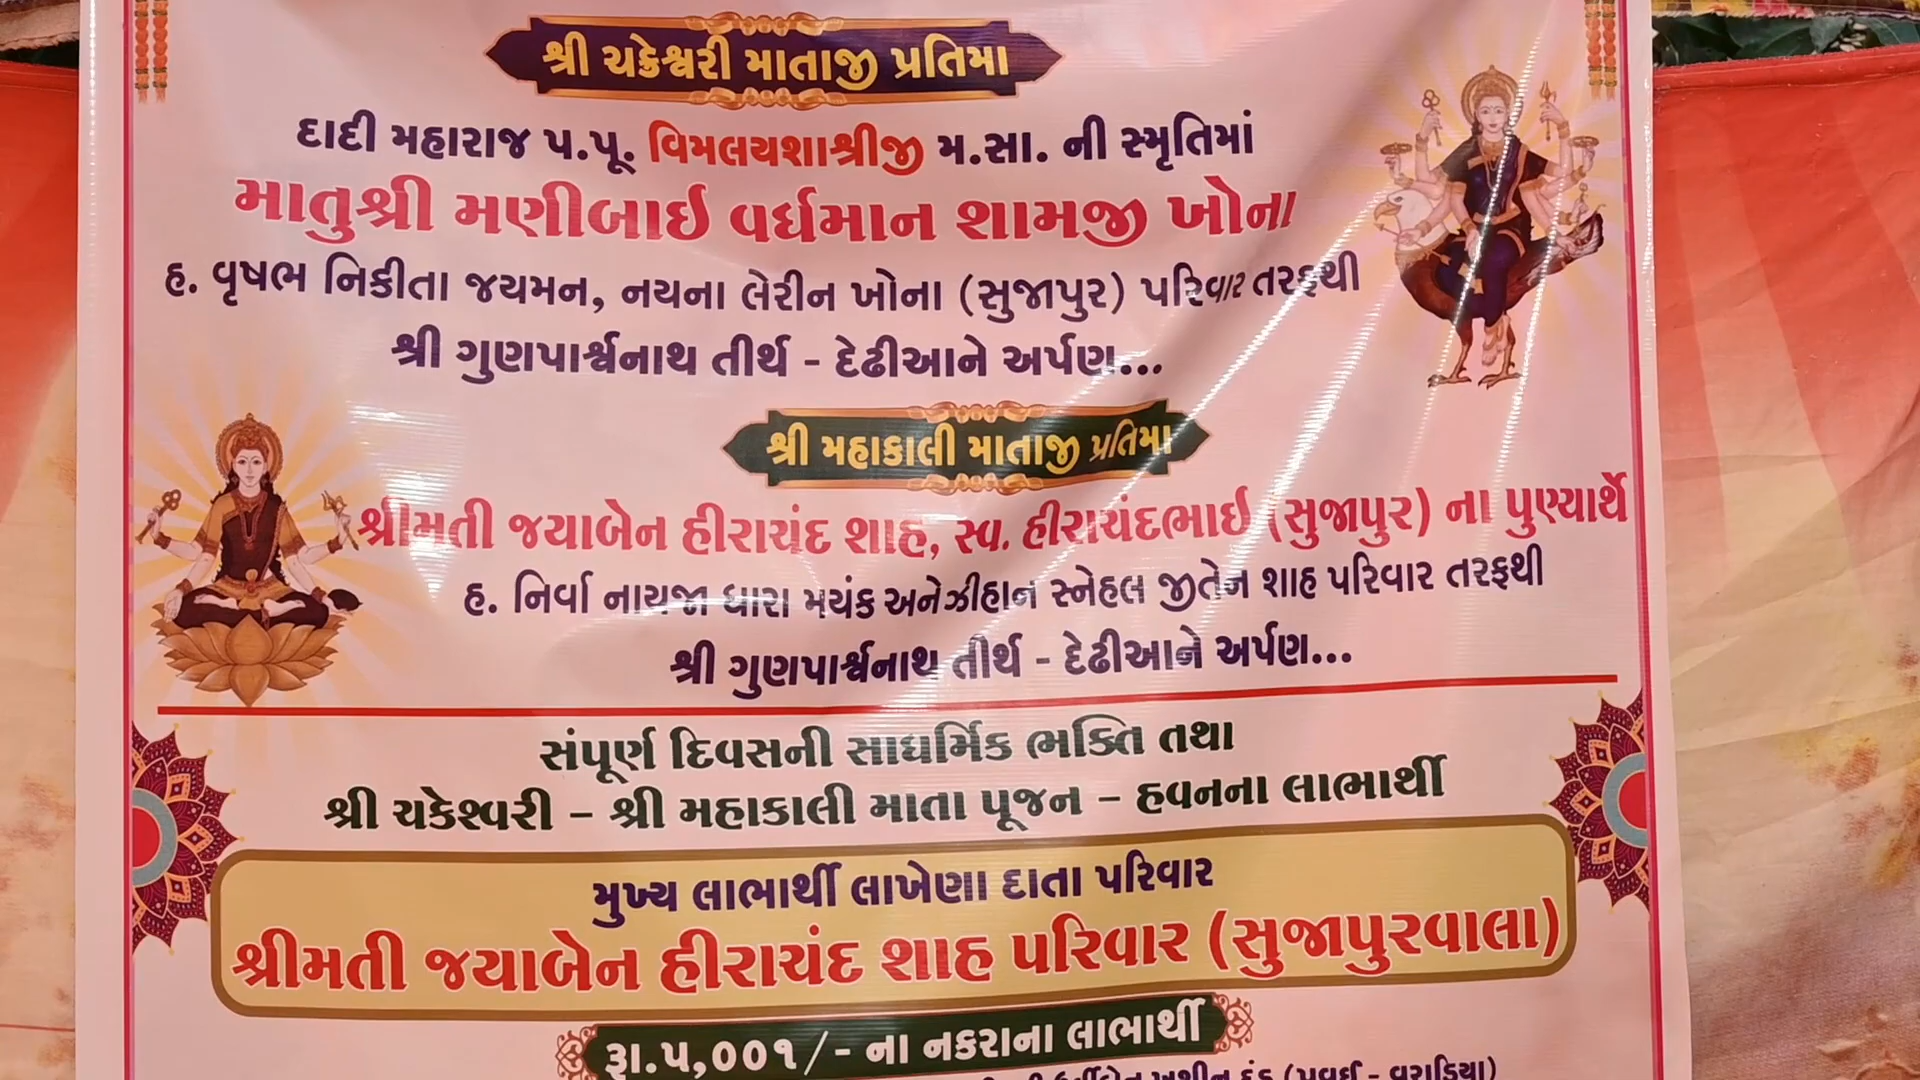 શ્રી ચક્રેશ્વરી માતાજી પ્રતિમા
દાદી મહારાજ પ.પૂ. વિમલયશાશ્રીજી મ.સા. ની સ્મૃતિમાં
માતુશ્રી મણીબાઇ વર્ધમાન શામજી ખોના
હ. વૃષભ નિકીતા જયમન, નયના લેરીન ખોના (સુજાપુર) પરિવાર તરફથી
શ્રી ગુણપાર્શ્વનાથ તીર્થ - દેઢીઆને અર્પણ...
શ્રી મહાકાલી માતાજી પ્રતિમા
શ્રીમતી જયાબેન હીરાચંદ શાહ, સ્વ. હીરાચંદભાઇ (સુજાપુર) ના પુણ્યાર્થે
હ. નિર્વા નાયજા ધારા મયંક અને ઝીહાન સ્નેહલ જીતેન શાહ પરિવાર તરફથી
શ્રી ગુણપાર્શ્વનાથ તીર્થ - દેઢીઆને અર્પણ...
સંપૂર્ણ દિવસની સાધર્મિક ભક્તિ તથા
શ્રી ચકેશ્વરી – શ્રી મહાકાલી માતા પૂજન – હવનના લાભાર્થી
મુખ્ય લાભાર્થી લાખેણા દાતા પરિવાર
શ્રીમતી જયાબેન હીરાચંદ શાહ પરિવાર (સુજાપુરવાલા)
રૂા.૫,૦૦૧/- ના નકરાના લાભાર્થી
(પવઈ - વરાડિયા)